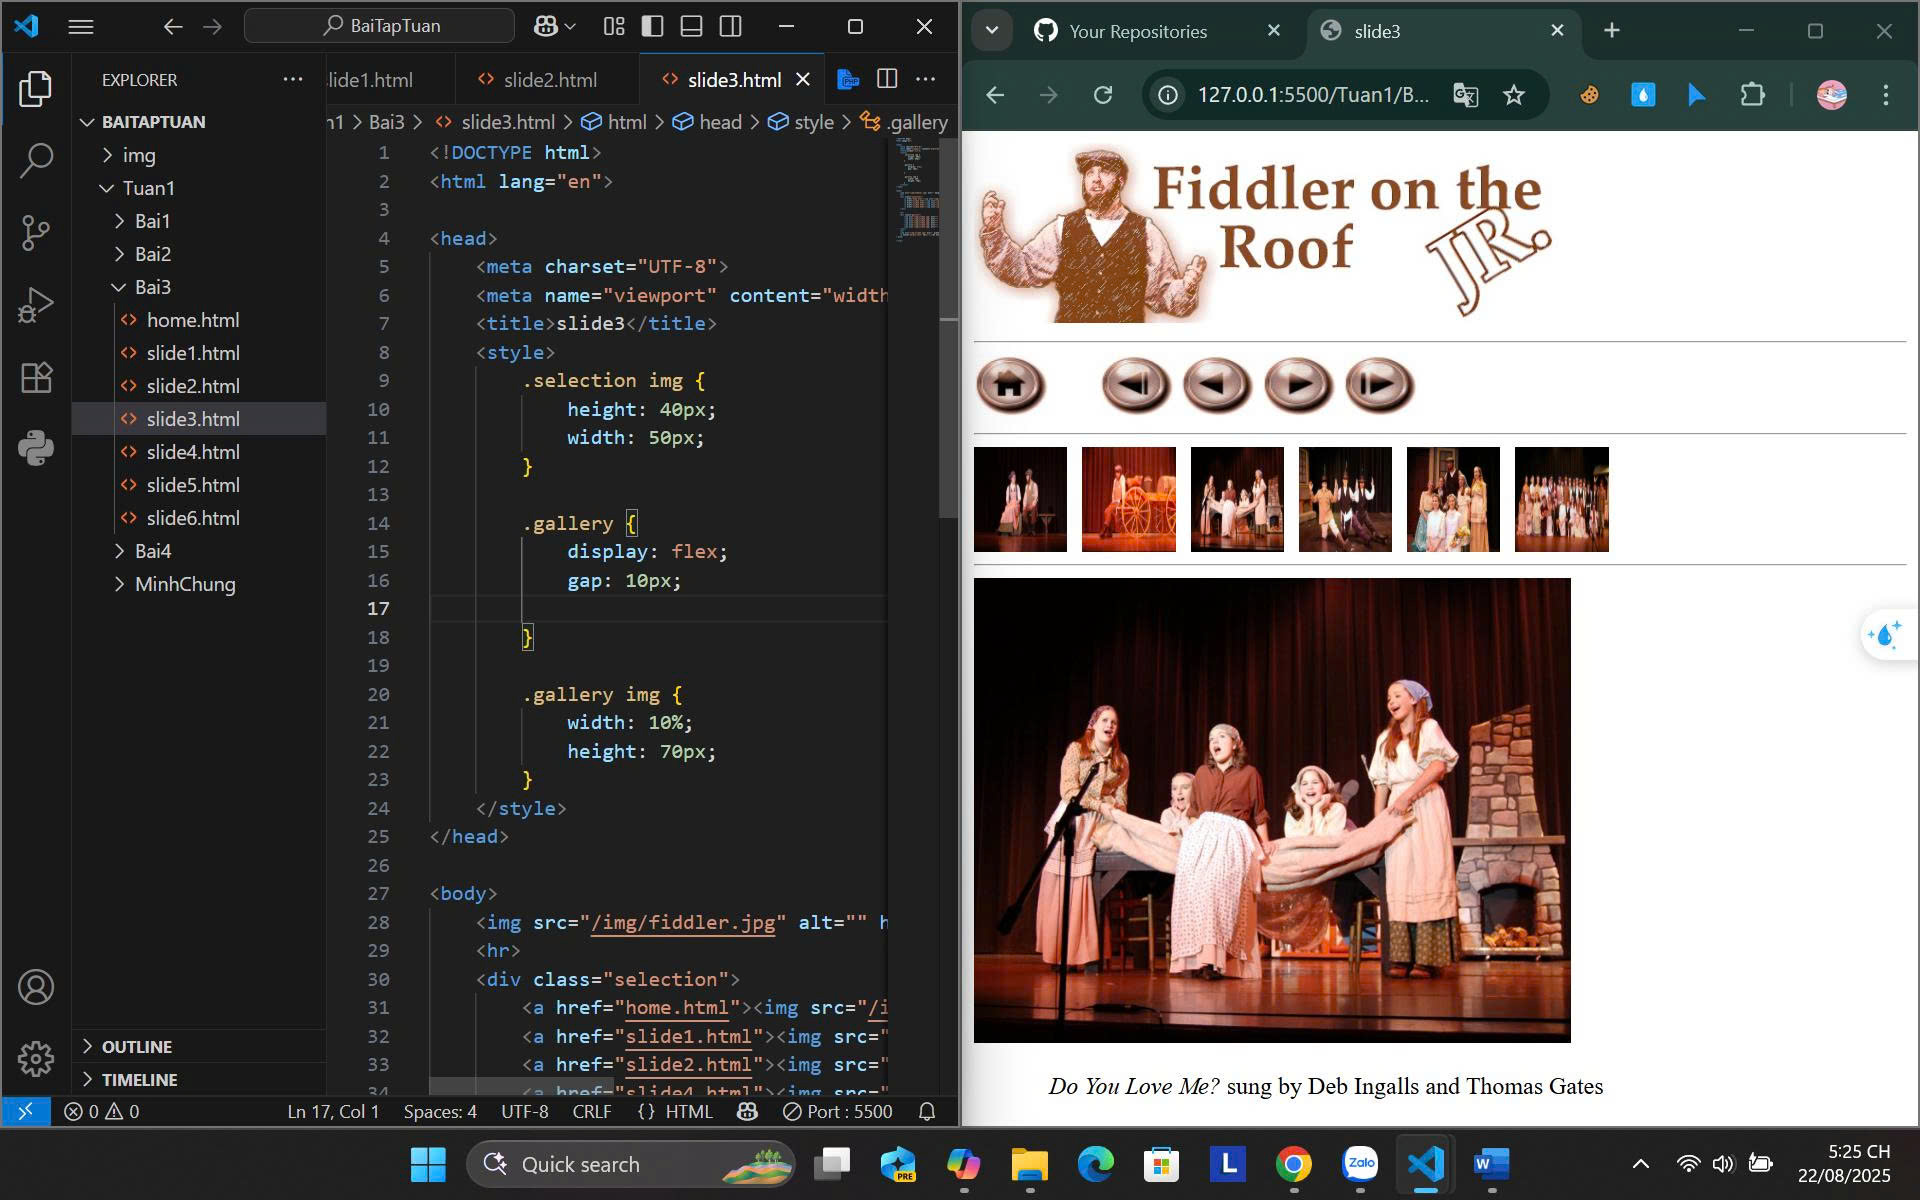 BaiTapTuan
EXPLORER
BAITAPTUAN
img
Tuan1
Bai1
Bai2
Bai3
home.html
slide1.html
slide2.html
slide3.html
slide4.html
slide5.html
slide6.html
Bai4
MinhChung
OUTLINE
TIMELINE
lide1.html
slide2.html
slide3.html
n1 > Bai3 > slide3.html > html > head > style > .gallery
1 <!DOCTYPE html>
2 <html lang="en">
3
4 <head>
5 <meta charset="UTF-8">
6 <meta name="viewport" content="width
7 <title>slide3</title>
8 <style>
9 .selection img {
10 height: 40px;
11 width: 50px;
12 }
13
14 .gallery {
15 display: flex;
16 gap: 10px;
17
18 }
19
20 .gallery img {
21 width: 10%;
22 height: 70px;
23 }
24 </style>
25 </head>
26
27 <body>
28 <img src="/img/fiddler.jpg" alt="" h
29 <hr>
30 <div class="selection">
31 <a href="home.html"><img src="/i
32 <a href="slide1.html"><img src="
33 <a href="slide2.html"><img src="
34 <a href="slide4.html"><img src="
0 0
Ln 17, Col 1
Spaces: 4
UTF-8
CRLF
{ } HTML
Port : 5500
Your Repositories
slide3
127.0.0.1:5500/Tuan1/B...
Fiddler on the
Roof JR.
Do You Love Me? sung by Deb Ingalls and Thomas Gates
Quick search
PRE
L
Zalo
W
5:25 CH
22/08/2025